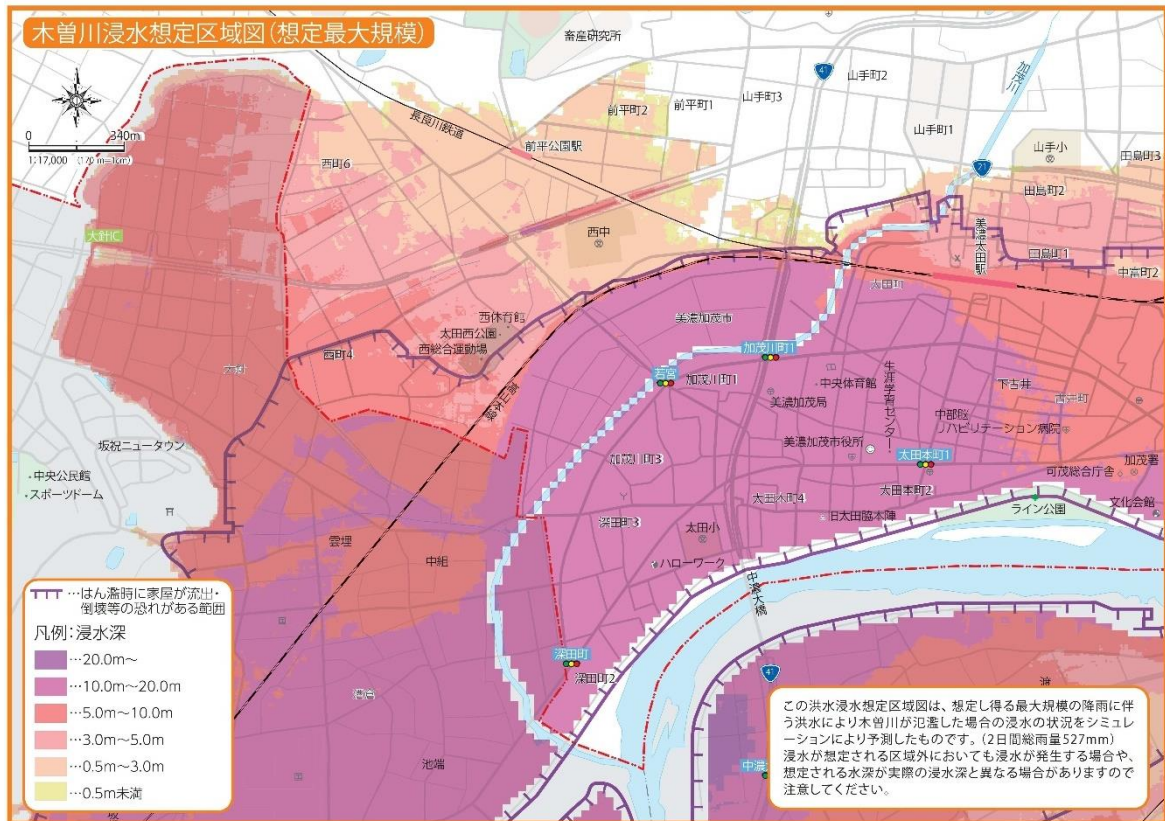 木曽川浸水想定区域図(想定最大規模)
畜産研究所
41
山手町2
加茂川
長良川鉄道
前平町2
前平町1
山手町3
山手町1
0 340m
1:17,000 (170m=1cm)
西町6
前平公園駅
21
山手小
田島町3
田島町2
大針IC
西中
美濃太田駅
田島町1
中富町2
太田町
西体育館
太田西公園
西総合運動場
美濃加茂市
西町4
加茂川町1
若宮
加茂川町1
高山本線
中央体育館
生涯学習センター
下古井
美濃加茂局
中部脳
リハビリテーション病院
坂祝ニュータウン
美濃加茂市役所
太田本町1
加茂川町3
中央公民館
スポーツドーム
可茂総合庁舎
加茂署
太田本町4
太田本町2
文化会館
深田町3
旧太田脇本陣
ライン公園
雲埋
太田小
中組
ハローワーク
中濃大橋
…はん濫時に家屋が流出・
倒壊等の恐れがある範囲
凡例:浸水深
…20.0m~
…10.0m~20.0m
…5.0m~10.0m
…3.0m~5.0m
…0.5m~3.0m
…0.5m未満
深田町
深田町2
41
池端
この洪水浸水想定区域図は、想定し得る最大規模の降雨に伴
う洪水により木曽川が氾濫した場合の浸水の状況をシミュレ
ーションにより予測したものです。(2日間総雨量527mm)
浸水が想定される区域外においても浸水が発生する場合や、
想定される水深が実際の浸水深と異なる場合がありますので
注意してください。